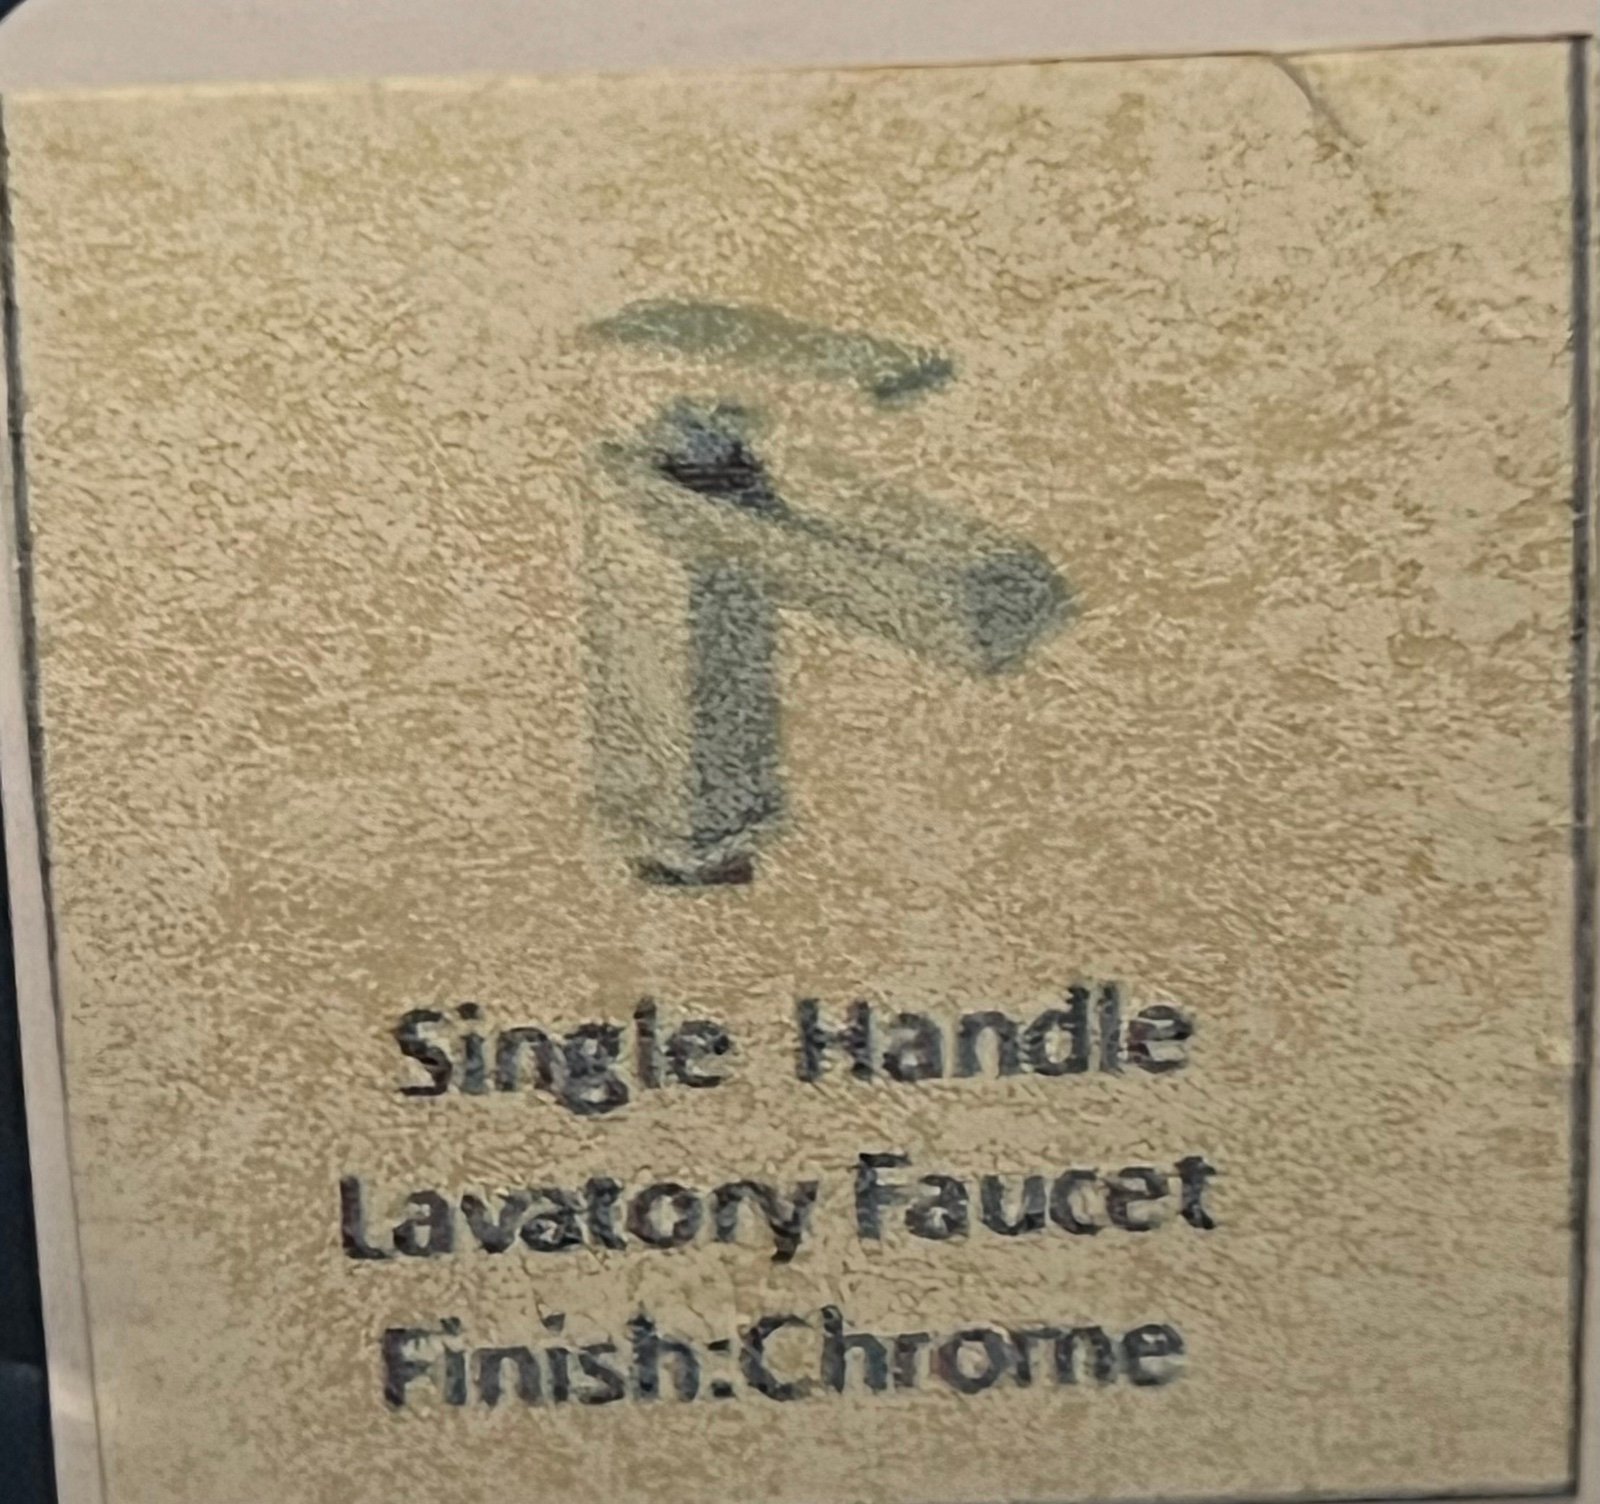 Single Handle
Lavatory Faucet
Finish:Chrome